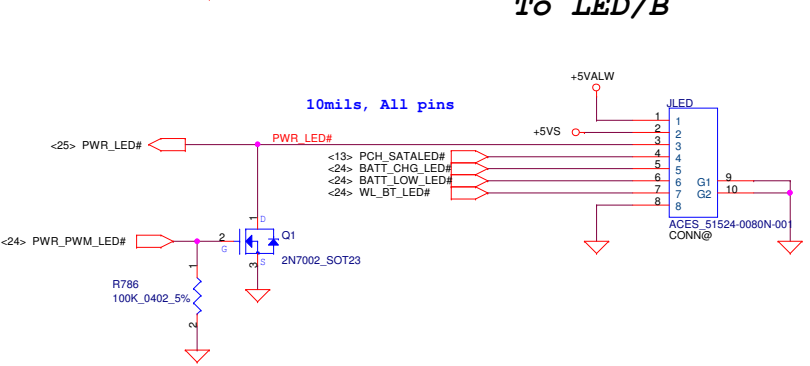 To LED/B
+5VALW
10mils, All pins
JLED
+5VS
<25> PWR_LED#
PWR_LED#
1 1
2 2
3 3
<13> PCH_SATALED# 4 4
<24> BATT_CHG_LED# 5 5
<24> BATT_LOW_LED# 6 6 G1 9
<24> WL_BT_LED# 7 7 G2 10
8 8
ACES_51524-0080N-001
CONN@
1 D
<24> PWR_PWM_LED# 2 G Q1
3 S 2N7002_SOT23
1
R786
100K_0402_5%
2